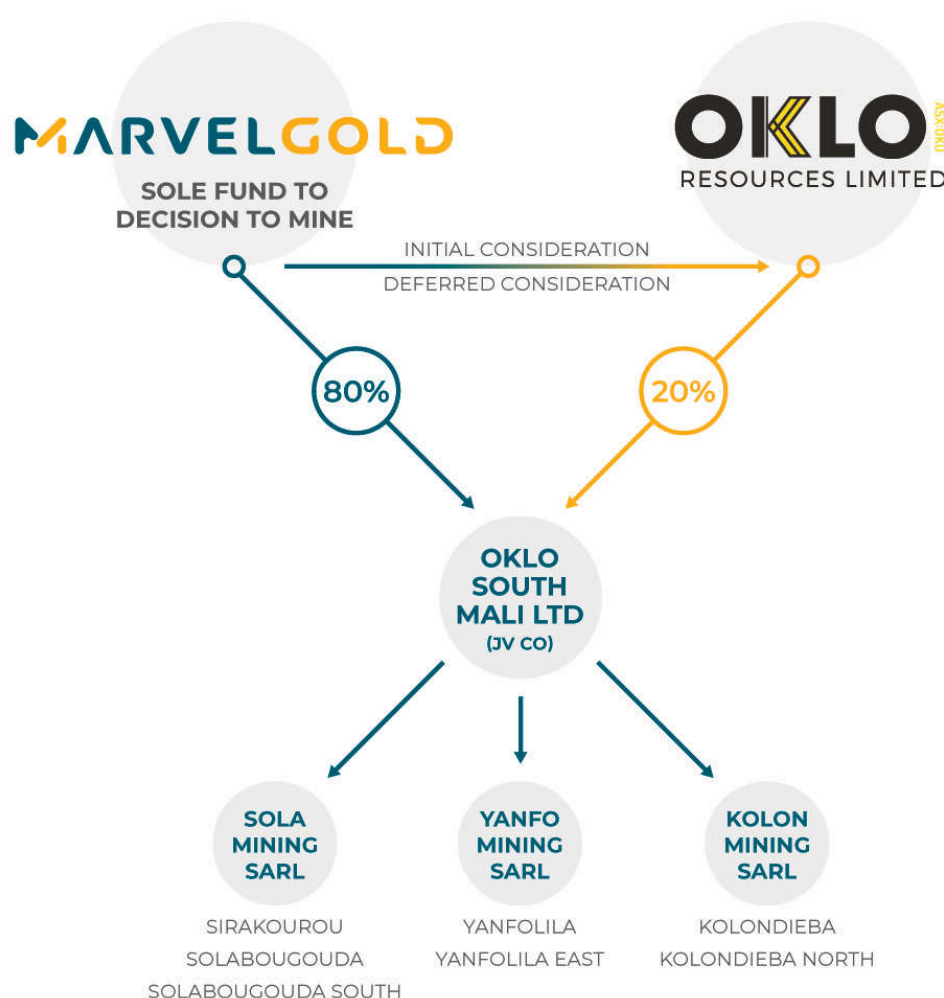 MARVELGOLD
SOLE FUND TO
DECISION TO MINE
OKLO
RESOURCES LIMITED
ASX:OKU
INITIAL CONSIDERATION
DEFERRED CONSIDERATION
80%
20%
OKLO
SOUTH
MALI LTD
(JV CO)
SOLA
MINING
SARL
SIRAKOUROU
SOLABOUGOUDA
SOLABOUGOUDA SOUTH
YANFO
MINING
SARL
YANFOLILA
YANFOLILA EAST
KOLON
MINING
SARL
KOLONDIEBA
KOLONDIEBA NORTH